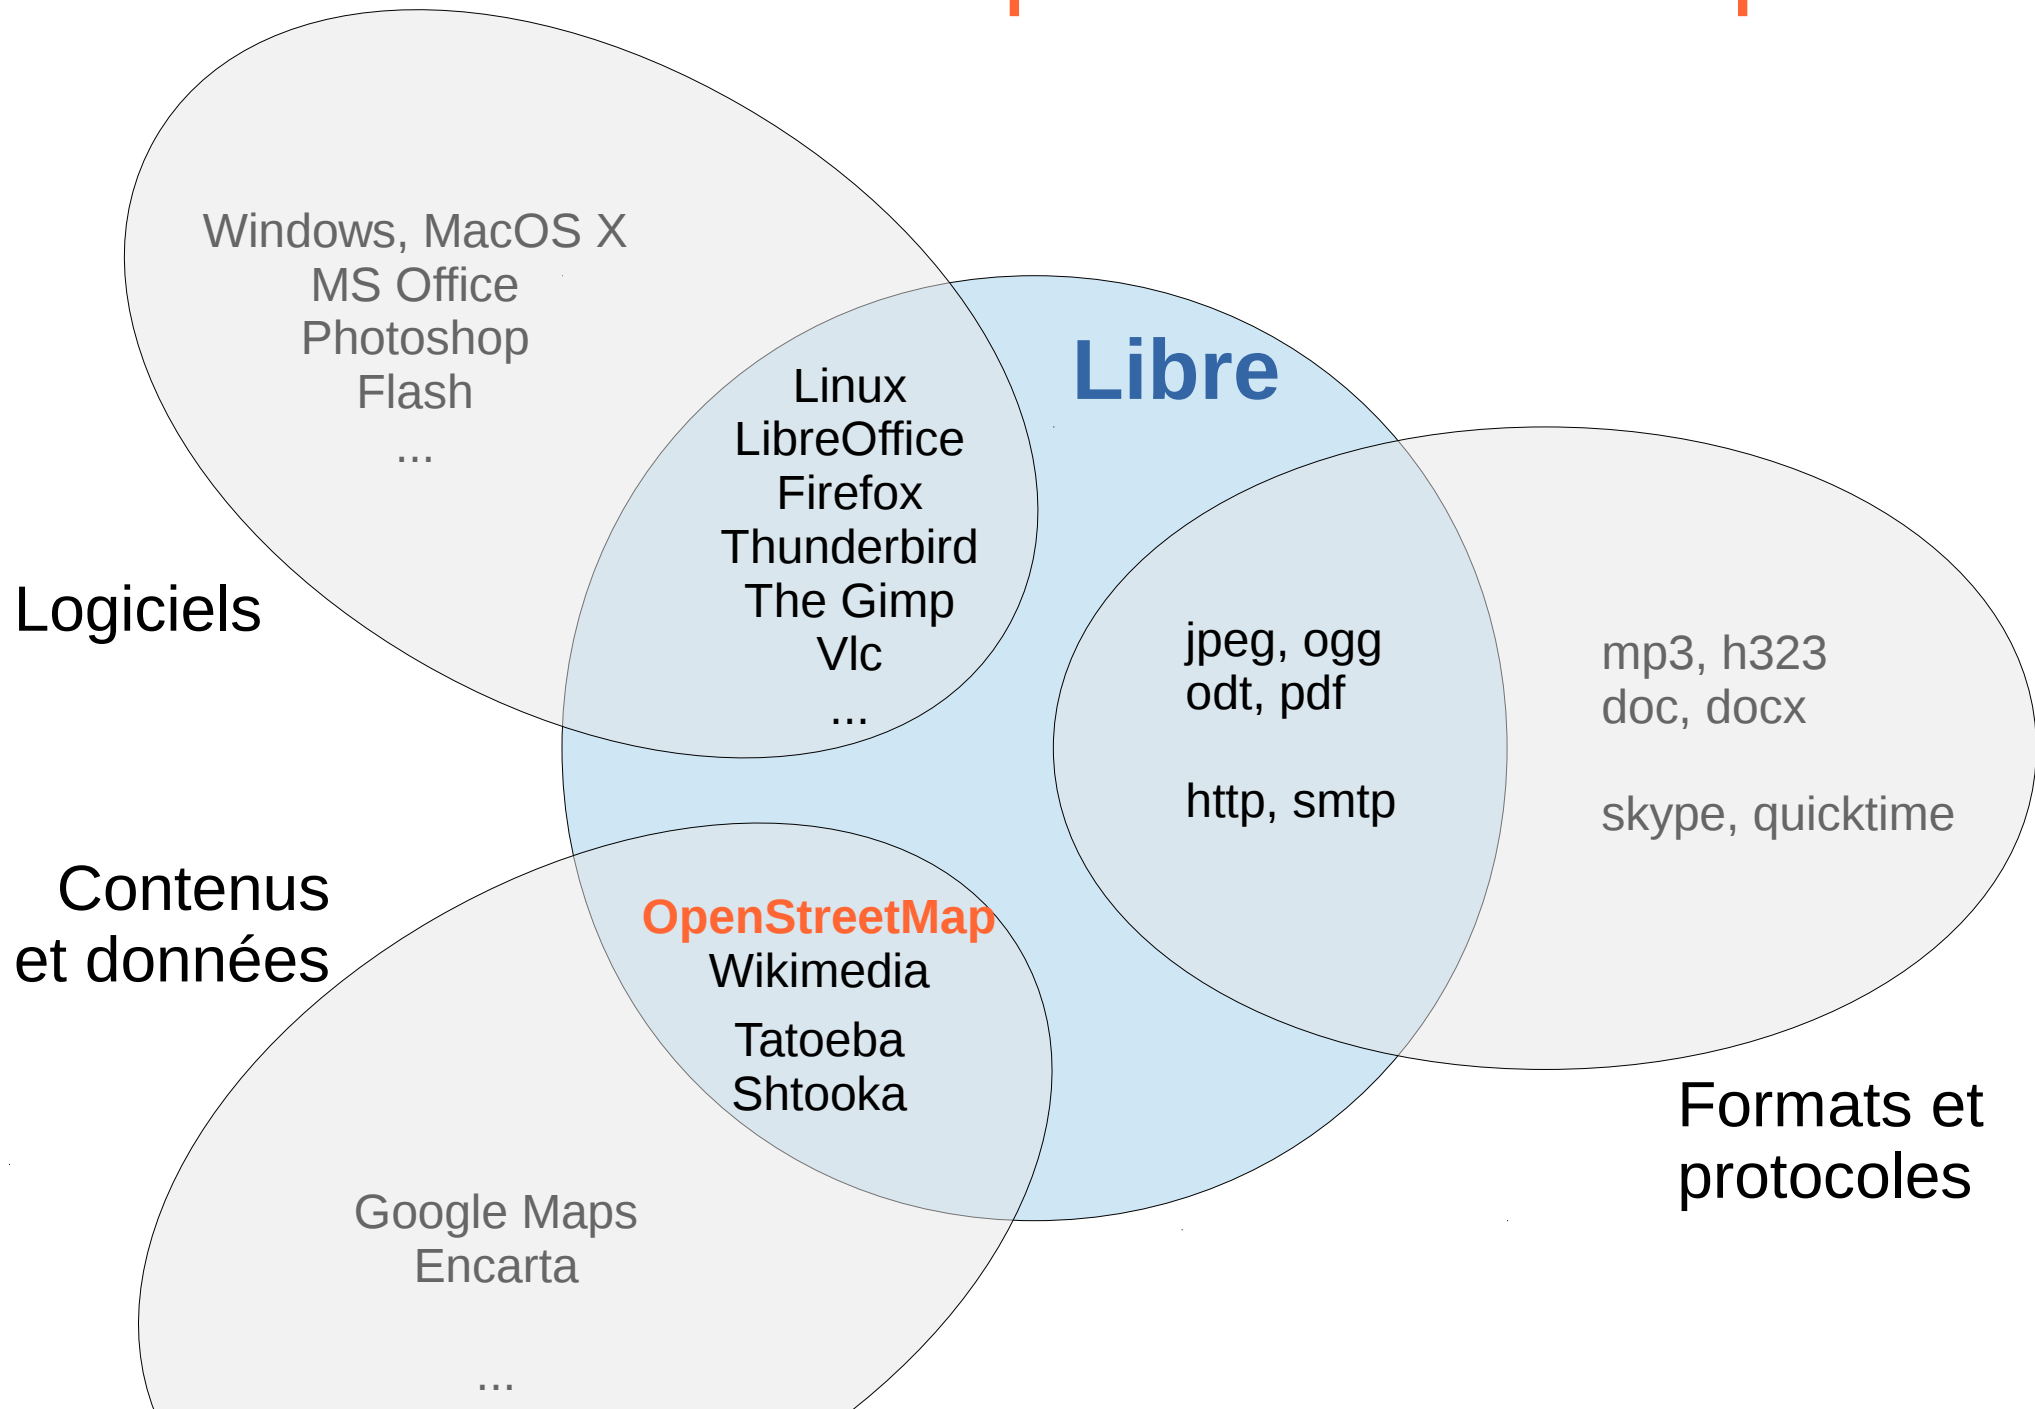 Windows, MacOS X
MS Office
Photoshop
Flash
...
Libre
Linux
LibreOffice
Firefox
Thunderbird
The Gimp
Vlc
...
Logiciels
jpeg, ogg
odt, pdf
http, smtp
mp3, h323
doc, docx
skype, quicktime
Contenus
et données
OpenStreetMap
Wikimedia
Tatoeba
Shtooka
Formats et
protocoles
Google Maps
Encarta
...